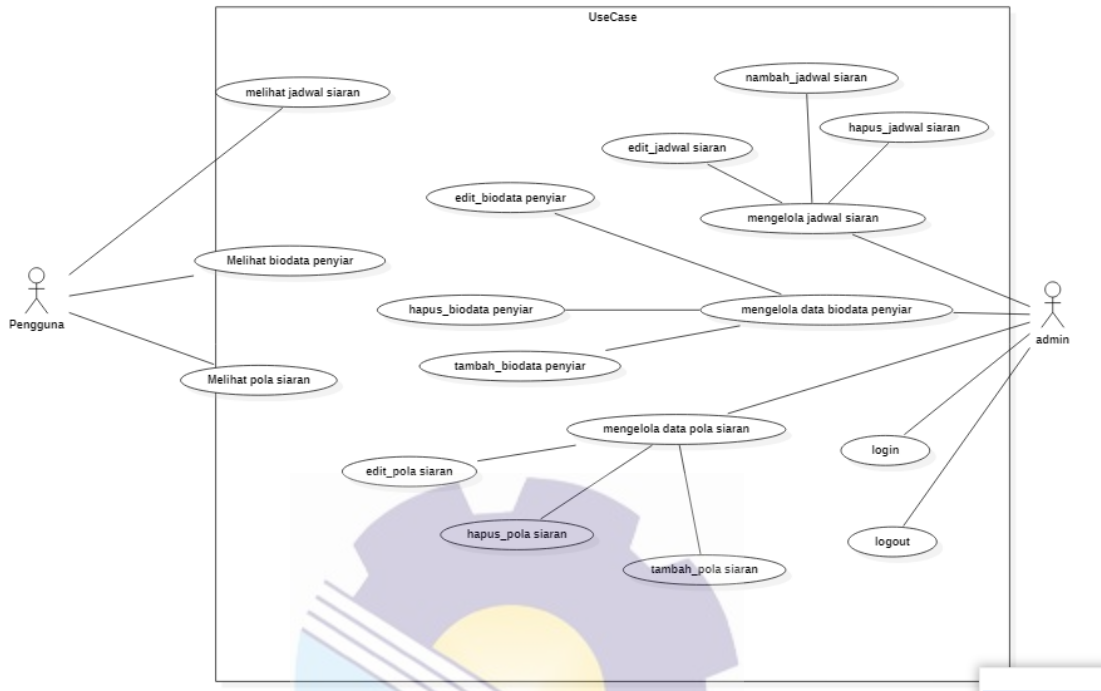 UseCase
melihat jadwal siaran
nambah_jadwal siaran
hapus_jadwal siaran
edit_jadwal siaran
edit_biodata penyiar
mengelola jadwal siaran
Melihat biodata penyiar
Pengguna
hapus_biodata penyiar
mengelola data biodata penyiar
admin
tambah_biodata penyiar
Melihat pola siaran
mengelola data pola siaran
login
edit_pola siaran
hapus_pola siaran
logout
tambah_pola siaran